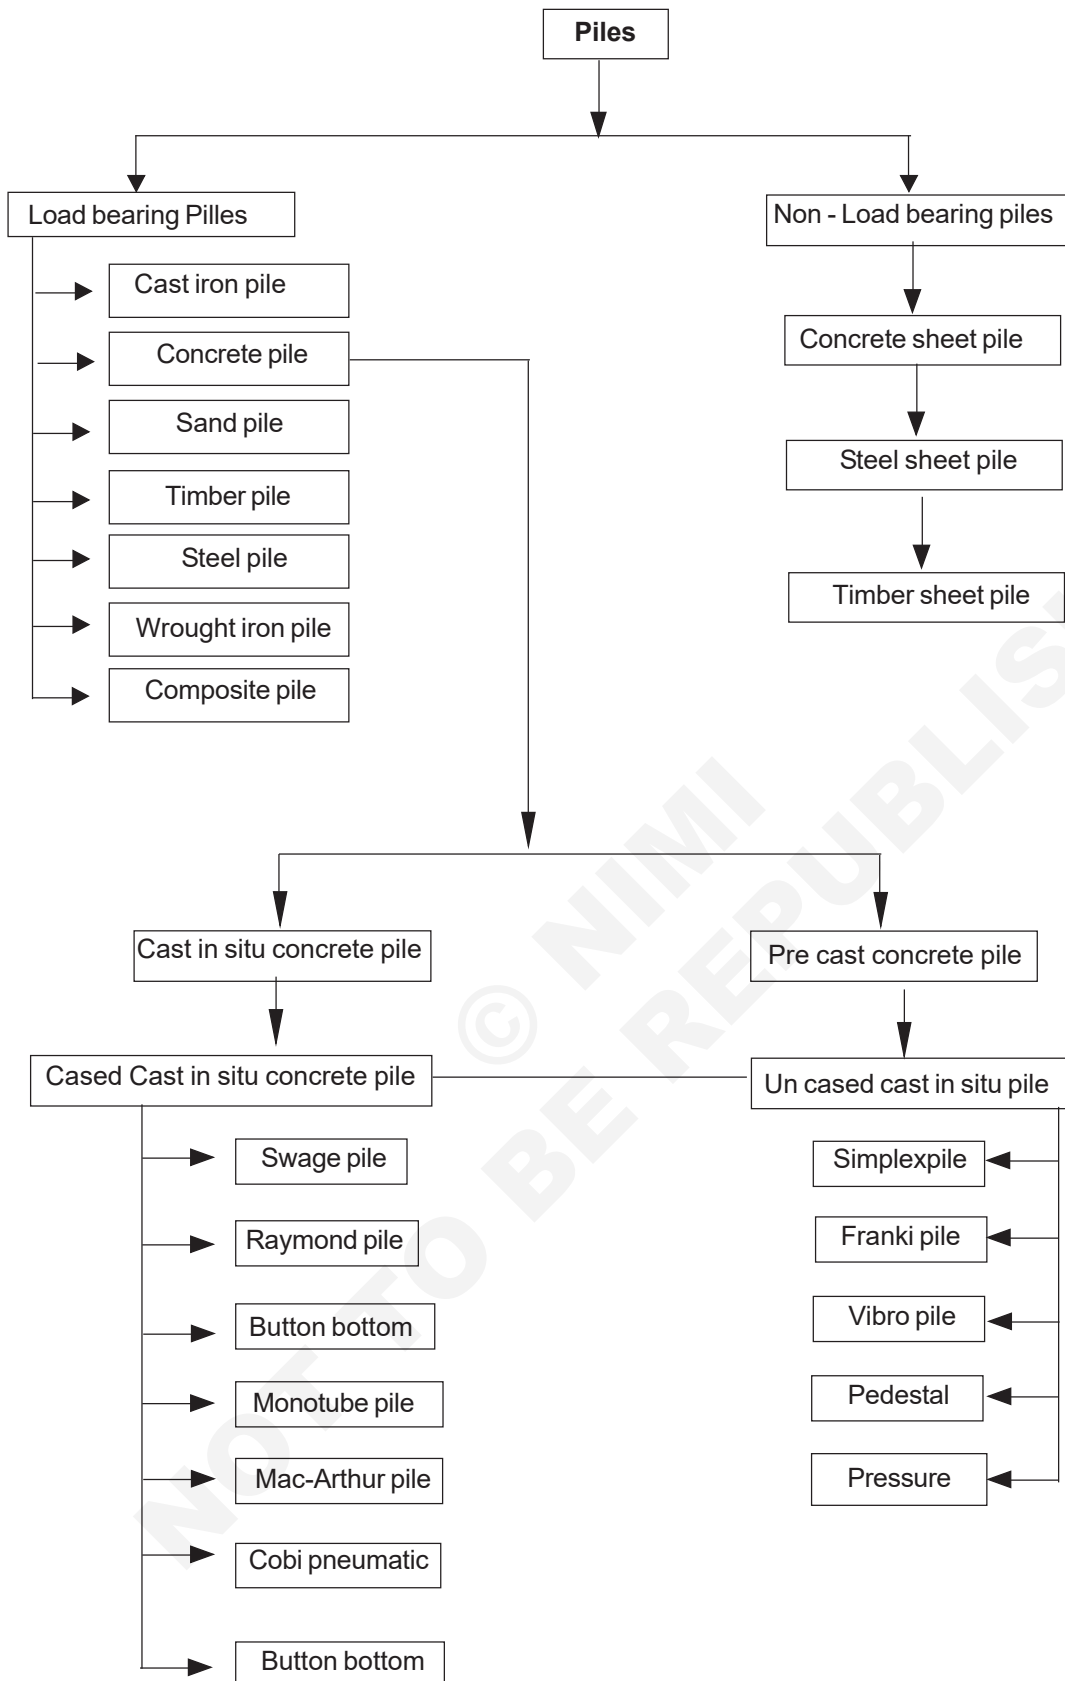 Piles
Load bearing Pilles
Non - Load bearing piles
Cast iron pile
Concrete pile
Sand pile
Timber pile
Steel pile
Wrought iron pile
Composite pile
Concrete sheet pile
Steel sheet pile
Timber sheet pile
Cast in situ concrete pile
Pre cast concrete pile
Cased Cast in situ concrete pile
Un cased cast in situ pile
Swage pile
Raymond pile
Button bottom
Monotube pile
Mac-Arthur pile
Cobi pneumatic
Button bottom
Simplexpile
Franki pile
Vibro pile
Pedestal
Pressure
© NIMI
NOT TO BE REPUBLIS